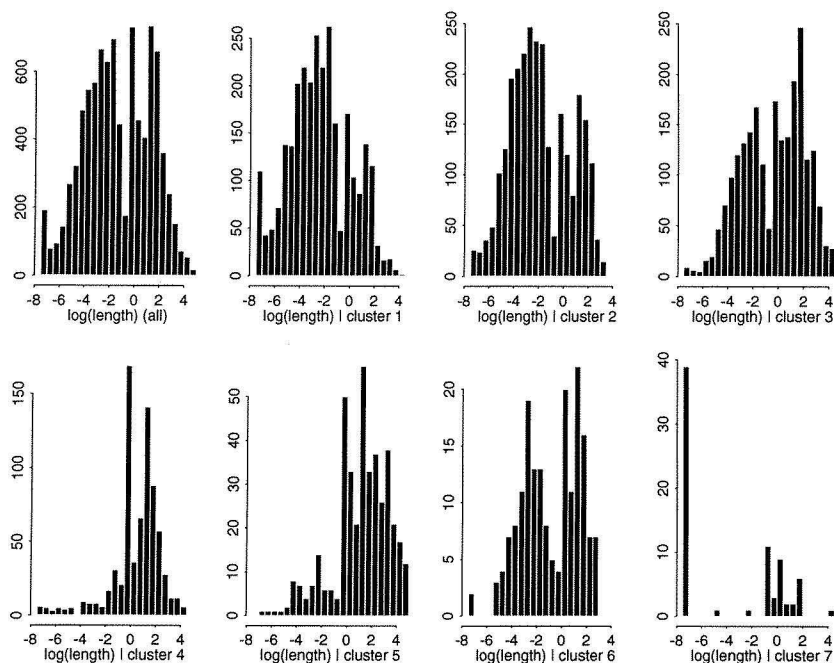 0 200 400 600
-8 -6 -4 -2 0 2 4
log(length) (all)
0 50 100 150 200 250
-8 -6 -4 -2 0 2 4
log(length) | cluster 1
0 50 100 150 200 250
-8 -6 -4 -2 0 2 4
log(length) | cluster 2
0 50 100 150 200 250
-8 -6 -4 -2 0 2 4
log(length) | cluster 3
0 50 100 150
-8 -6 -4 -2 0 2 4
log(length) | cluster 4
0 10 20 30 40 50
-8 -6 -4 -2 0 2 4
log(length) | cluster 5
0 5 10 15 20
-8 -6 -4 -2 0 2 4
log(length) | cluster 6
0 10 20 30 40
-8 -6 -4 -2 0 2 4
log(length) | cluster 7